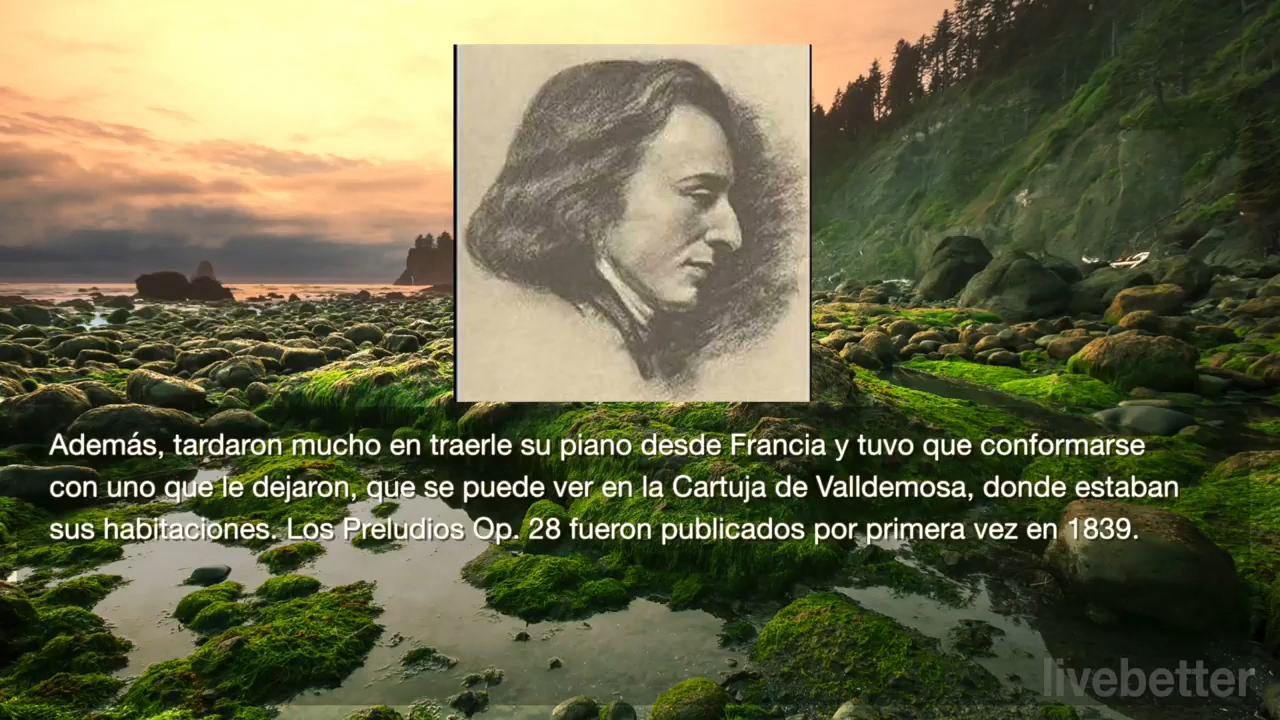 Además, tardaron mucho en traerle su piano desde Francia y tuvo que conformarse
con uno que le dejaron, que se puede ver en la Cartuja de Valldemosa, donde estaban
sus habitaciones. Los Preludios Op. 28 fueron publicados por primera vez en 1839.
livebetter